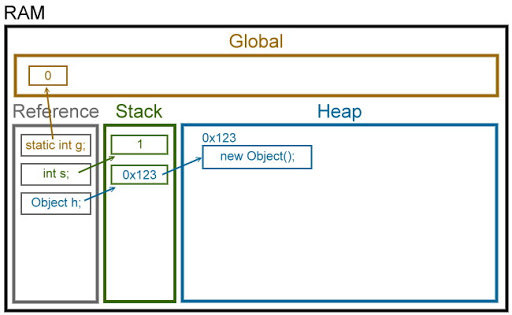 RAM
Global
0
Reference
Stack
Heap
static int g;
1
0x123
new Object();
int s;
0x123
Object h;